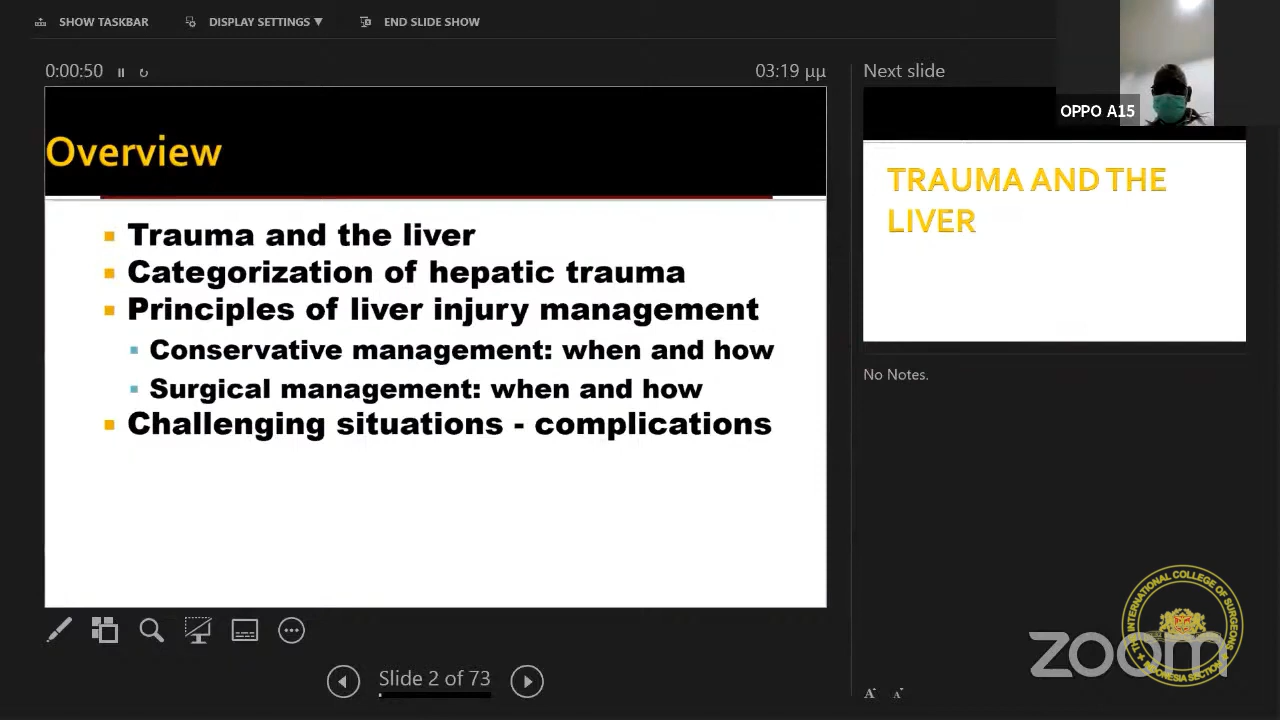 SHOW TASKBAR
DISPLAY SETTINGS ▼
END SLIDE SHOW
0:00:50
03:19 μμ
Next slide
OPPO A15
Overview
Trauma and the liver
Categorization of hepatic trauma
Principles of liver injury management
Conservative management: when and how
Surgical management: when and how
Challenging situations - complications
TRAUMA AND THE
LIVER
No Notes.
Slide 2 of 73
A A
zoom
THE INTERNATIONAL COLLEGE OF SURGEONS
INDONESIA SECTION